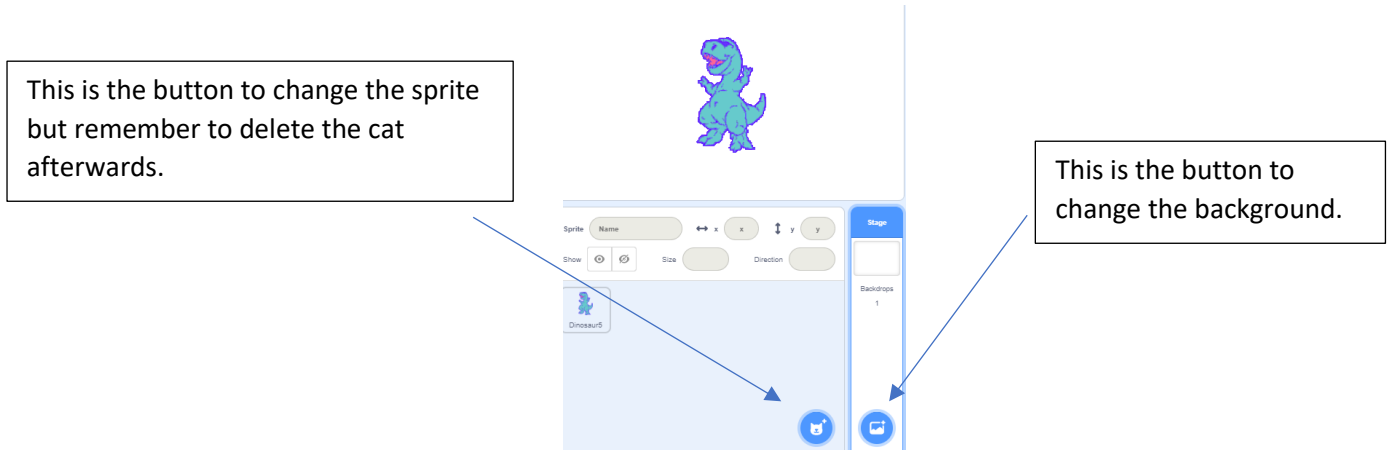 This is the button to change the sprite
but remember to delete the cat
afterwards.
This is the button to
change the background.
Sprite Name x x y y
Stage
Show Size Direction
Backdrops
1
Dinosaur5